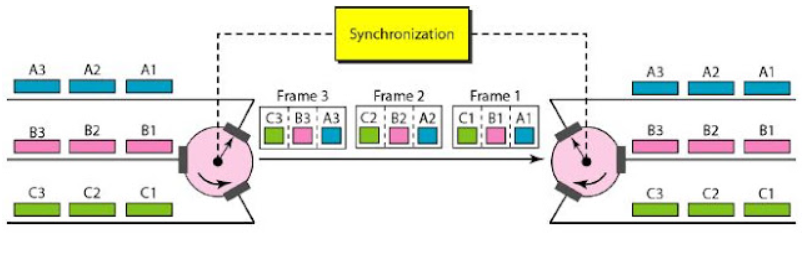 Synchronization
A3 A2 A1
A3 A2 A1
Frame 3 Frame 2 Frame 1
C3 B3 A3 C2 B2 A2 C1 B1 A1
B3 B2 B1
B3 B2 B1
C3 C2 C1
C3 C2 C1